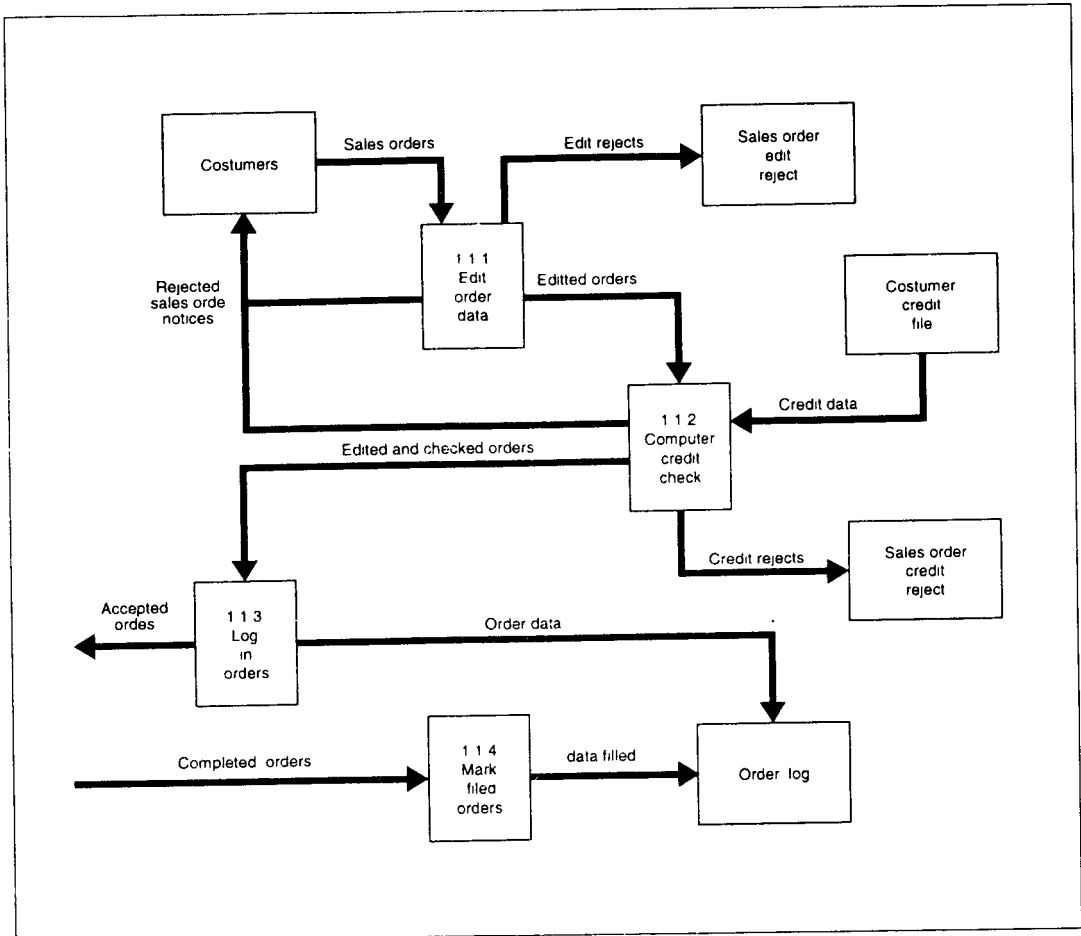 Costumers
Sales orders
Edit rejects
Sales order
edit
reject
1 1 1
Edit
order
data
Rejected
sales orde
notices
Editted orders
Costumer
credit
file
Credit data
1 1 2
Computer
credit
check
Edited and checked orders
Credit rejects
Sales order
credit
reject
Accepted
ordes
1 1 3
Log
in
orders
Order data
Completed orders
1 1 4
Mark
filed
orders
data filled
Order log